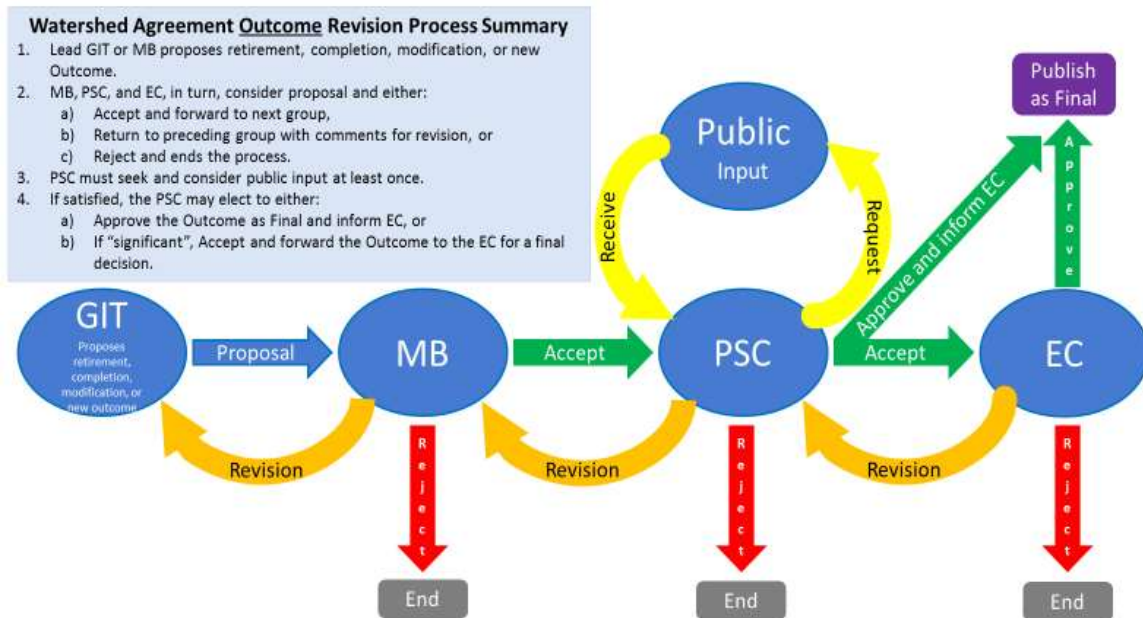 Watershed Agreement Outcome Revision Process Summary
1. Lead GIT or MB proposes retirement, completion, modification, or new
Outcome.
2. MB, PSC, and EC, in turn, consider proposal and either:
a) Accept and forward to next group,
b) Return to preceding group with comments for revision, or
c) Reject and ends the process.
3. PSC must seek and consider public input at least once.
4. If satisfied, the PSC may elect to either:
a) Approve the Outcome as Final and inform EC, or
b) If “significant”, Accept and forward the Outcome to the EC for a final
decision.
Publish
as Final
Public
Input
Receive
Request
Approve and inform EC
Approve
GIT
Proposes
retirement,
completion,
modification, or
new outcome
Proposal
MB
Accept
PSC
Accept
EC
Revision
Revision
Revision
Reject
Reject
Reject
End
End
End